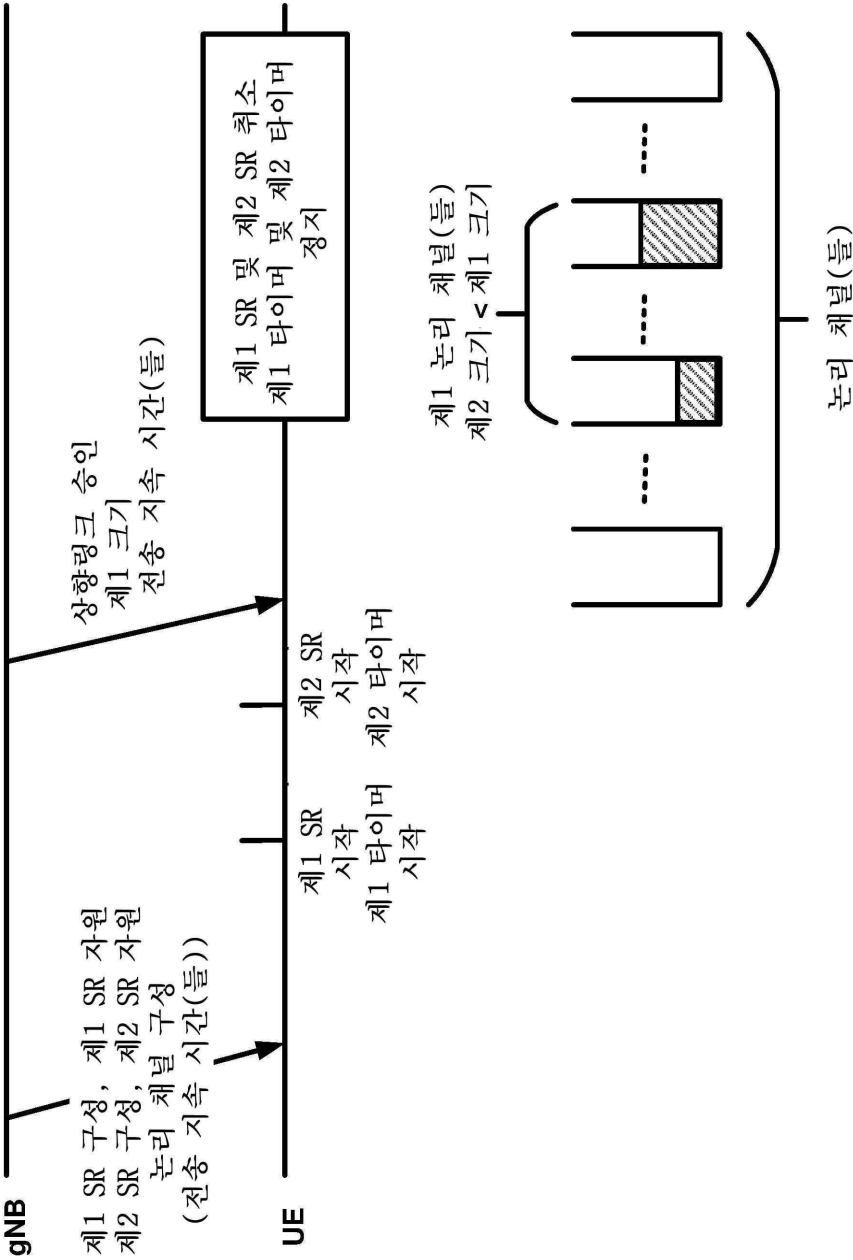 gNB
제1 SR 구성, 제1 SR 자원
제2 SR 구성, 제2 SR 자원
논리 채널 구성
(전송 지속 시간(들))
상향링크 승인
제1 크기
전송 지속 시간(들)
UE
제1 SR
시작
제1 타이머
시작
제2 SR
시작
제2 타이머
시작
제1 SR 및 제2 SR 취소
제1 타이머 및 제2 타이머
정지
제1 논리 채널(들)
제2 크기 < 제1 크기
논리 채널(들)